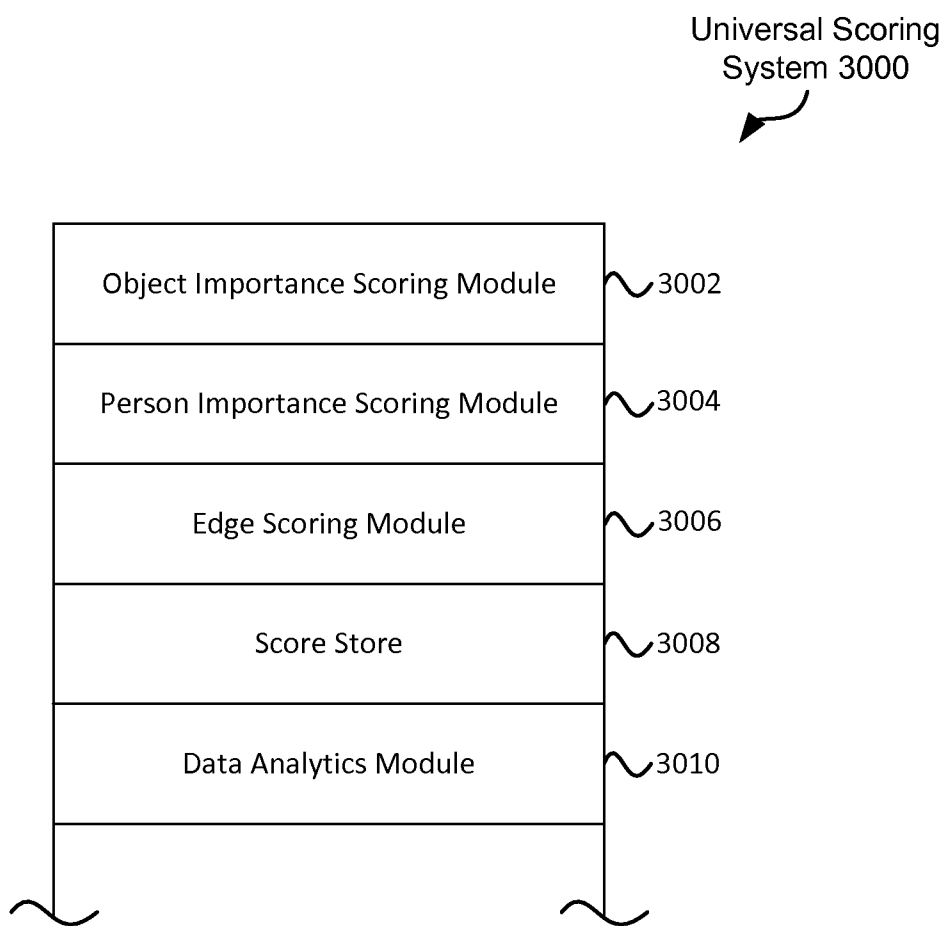 Universal Scoring
System 3000
Object Importance Scoring Module
3002
Person Importance Scoring Module
3004
Edge Scoring Module
3006
Score Store
3008
Data Analytics Module
3010